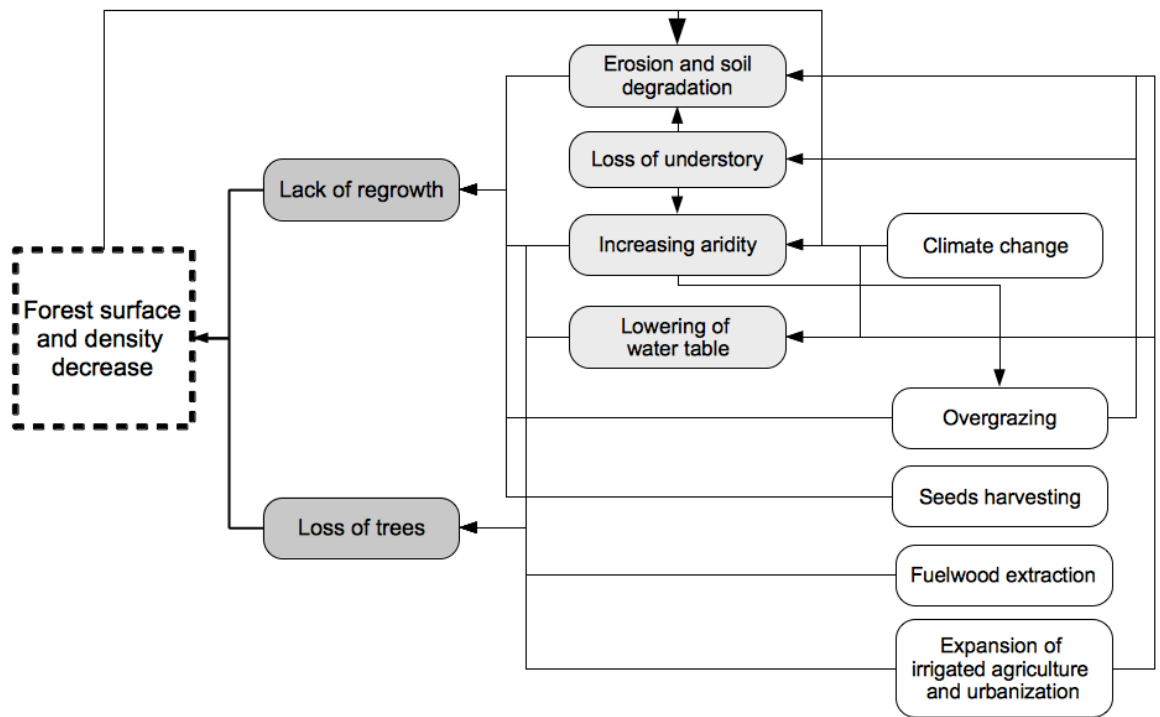 Erosion and soil
degradation
Loss of understory
Lack of regrowth
Increasing aridity
Climate change
Forest surface
and density
decrease
Lowering of
water table
Overgrazing
Seeds harvesting
Loss of trees
Fuelwood extraction
Expansion of
irrigated agriculture
and urbanization